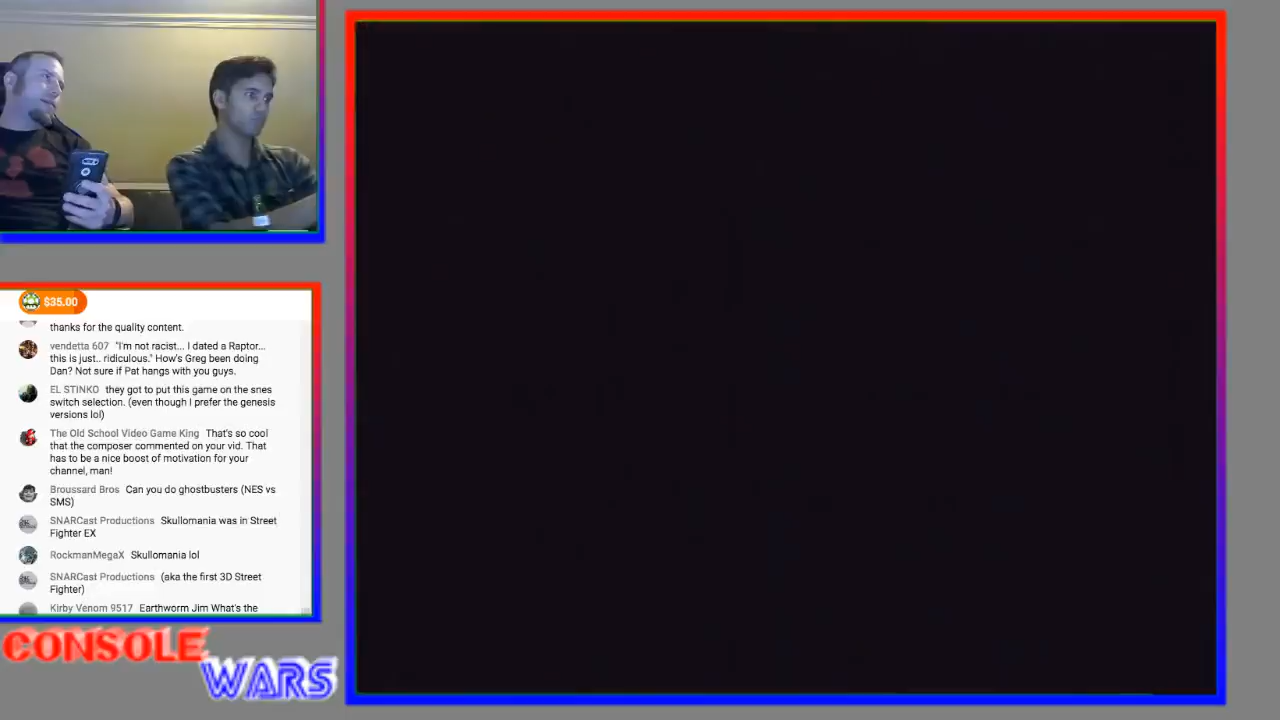 $35.00
thanks for the quality content.
vendetta 607 "I'm not racist... I dated a Raptor...
this is just.. ridiculous." How's Greg been doing
Dan? Not sure if Pat hangs with you guys.
EL STINKO they got to put this game on the snes
switch selection. (even though I prefer the genesis
versions lol)
The Old School Video Game King That's so cool
that the composer commented on your vid. That
has to be a nice boost of motivation for your
channel, man!
Broussard Bros Can you do ghostbusters (NES vs
SMS)
SNARCast Productions Skullomania was in Street
Fighter EX
RockmanMegaX Skullomania lol
SNARCast Productions (aka the first 3D Street
Fighter)
Kirby Venom 9517 Earthworm Jim What's the
CONSOLE
WARS